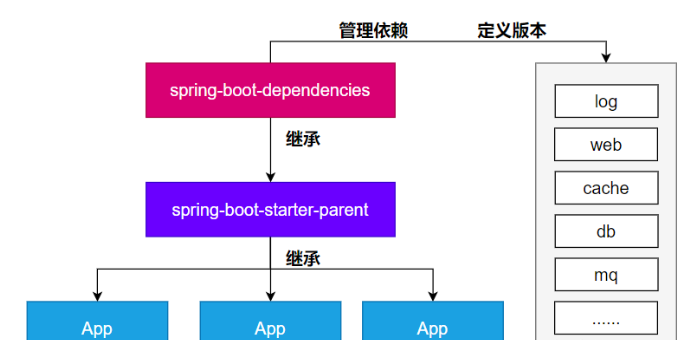 管理依赖 定义版本
spring-boot-dependencies
log
继承
web
cache
spring-boot-starter-parent
db
继承
mq
......
App App App